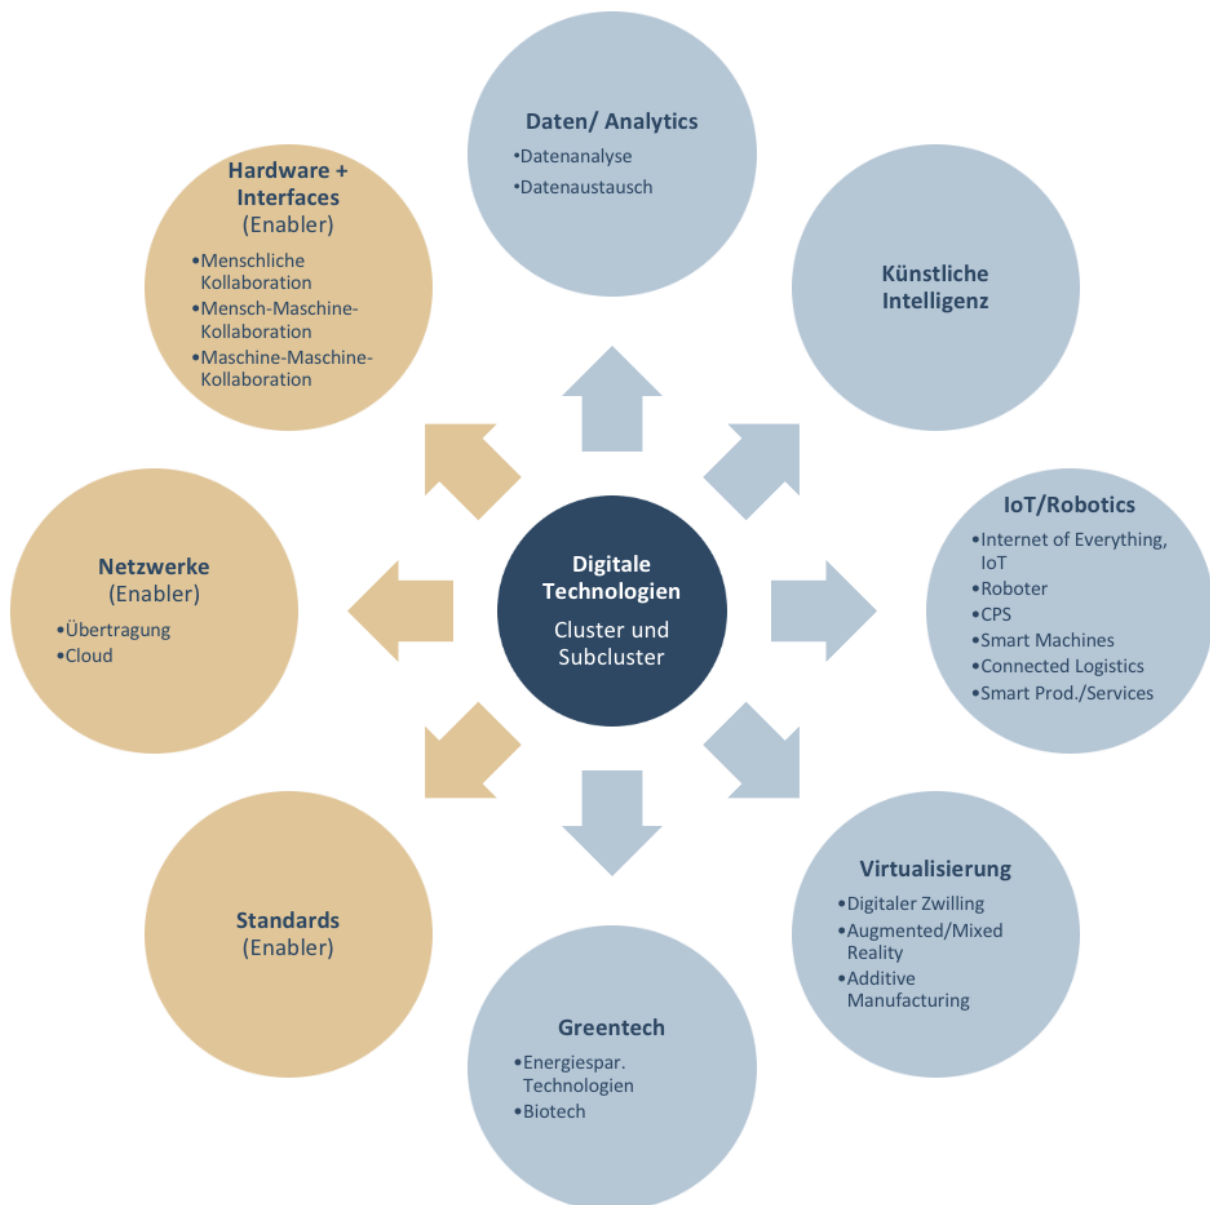 Daten/ Analytics
•Datenanalyse
•Datenaustausch
Künstliche
Intelligenz
IoT/Robotics
•Internet of Everything,
IoT
•Roboter
•CPS
•Smart Machines
•Connected Logistics
•Smart Prod./Services
Virtualisierung
•Digitaler Zwilling
•Augmented/Mixed
Reality
•Additive
Manufacturing
Greentech
•Energiespar.
Technologien
•Biotech
Standards
(Enabler)
Netzwerke
(Enabler)
•Übertragung
•Cloud
Hardware +
Interfaces
(Enabler)
•Menschliche
Kollaboration
•Mensch-Maschine-
Kollaboration
•Maschine-Maschine-
Kollaboration
Digitale
Technologien
Cluster und
Subcluster